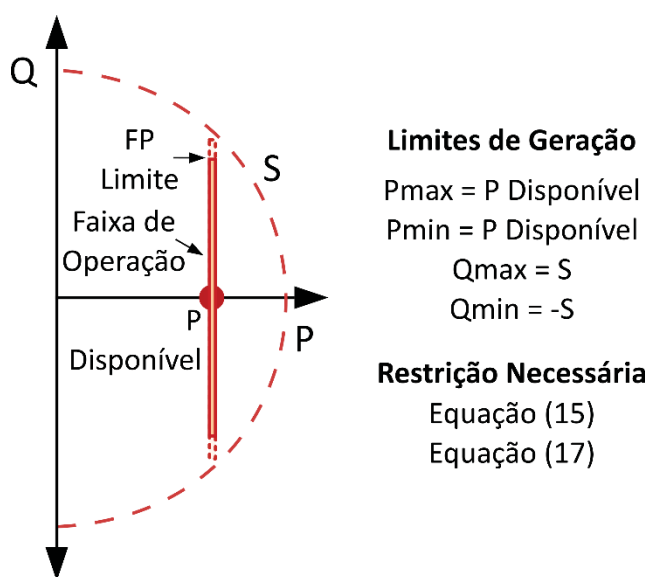 Q
FP
Limite
S
Faixa de
Operação
P
P
Disponível
Limites de Geração
Pmax = P Disponível
Pmin = P Disponível
Qmax = S
Qmin = -S
Restrição Necessária
Equação (15)
Equação (17)